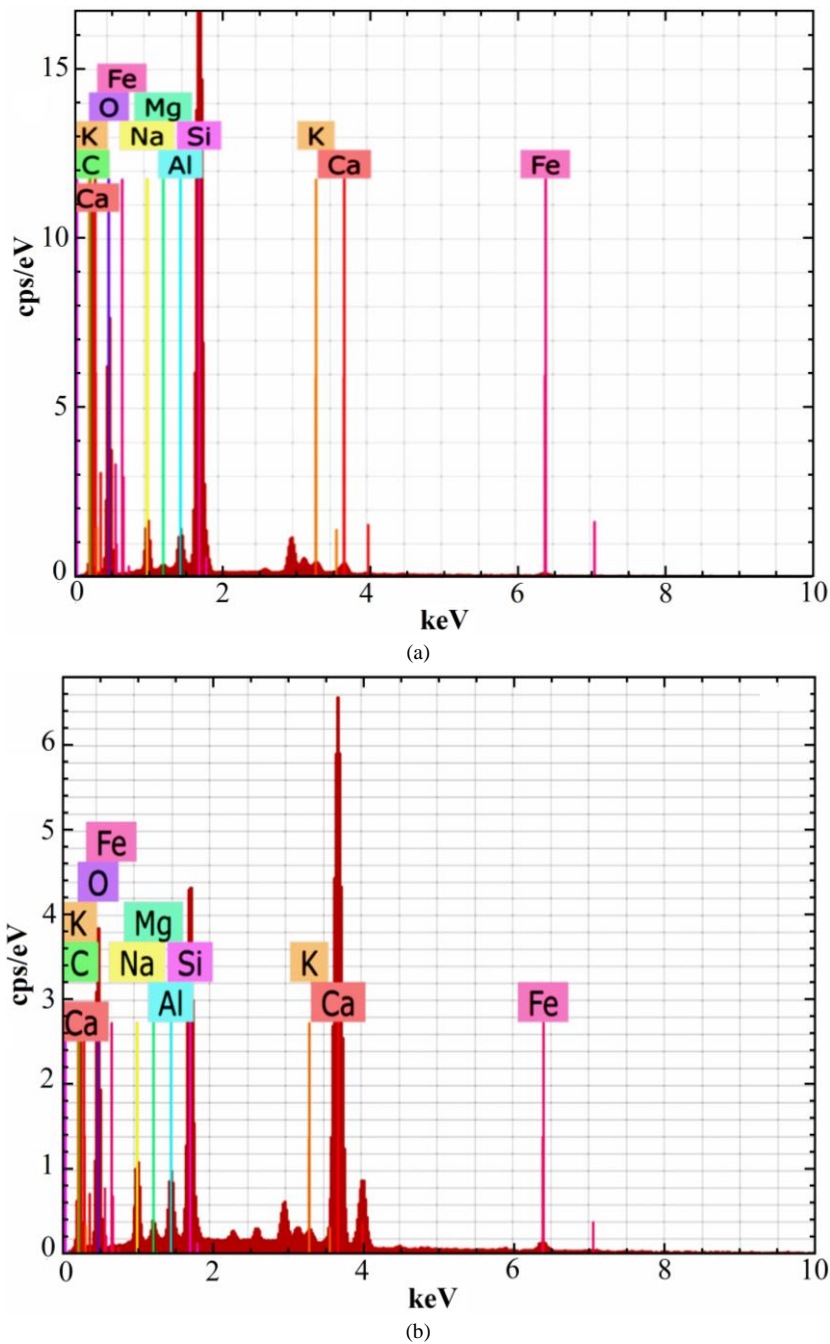 15
Fe
O Mg
K Na Si K
C Al Ca Fe
Ca
10
cps/eV
5
0
0 2 4 6 8 10
keV
(a)
6
5
Fe
O
4
K Mg
C Na Si K
3
Al Ca Fe
Ca
cps/eV
2
1
0
0 2 4 6 8 10
keV
(b)